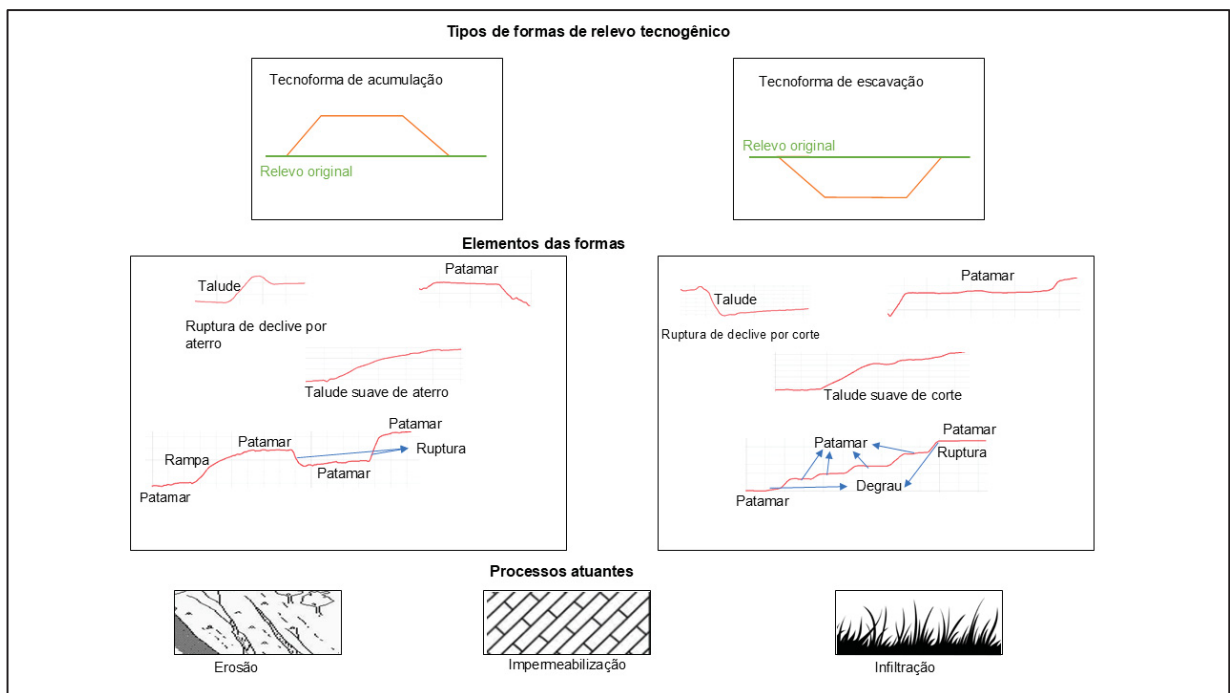 Tipos de formas de relevo tecnogênico
Tecnoforma de acumulação
Relevo original
Tecnoforma de escavação
Relevo original
Elementos das formas
Talude
Patamar
Ruptura de declive por
aterro
Talude suave de aterro
Patamar
Patamar
Rampa
Ruptura
Patamar
Patamar
Patamar
Talude
Ruptura de declive por corte
Talude suave de corte
Patamar
Patamar
Ruptura
Degrau
Patamar
Processos atuantes
Erosão
Impermeabilização
Infiltração